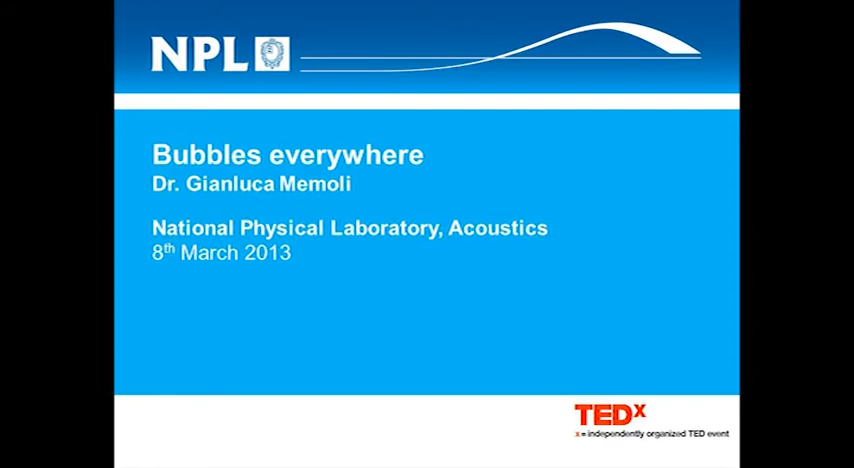 NPL
Bubbles everywhere
Dr. Gianluca Memoli
National Physical Laboratory, Acoustics
8th March 2013
TEDx
x = independently organized TED event